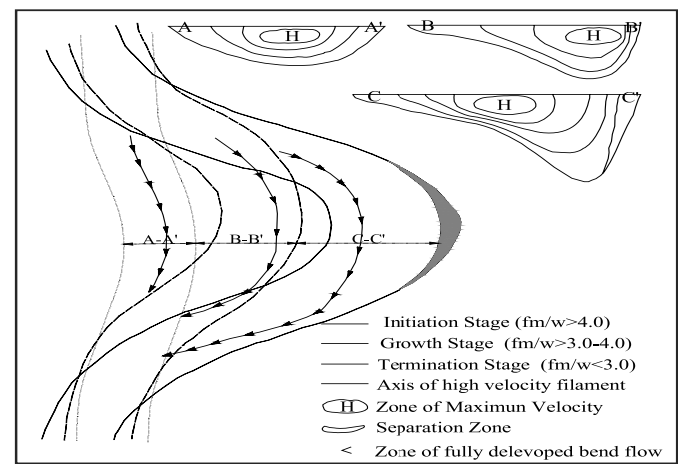 A H A' B H B'
C H C'
A-A' B-B' C-C'
Initiation Stage (fm/w>4.0)
Growth Stage (fm/w>3.0-4.0)
Termination Stage (fm/w<3.0)
Axis of high velocity filament
H Zone of Maximun Velocity
Separation Zone
< Zone of fully delevoped bend flow